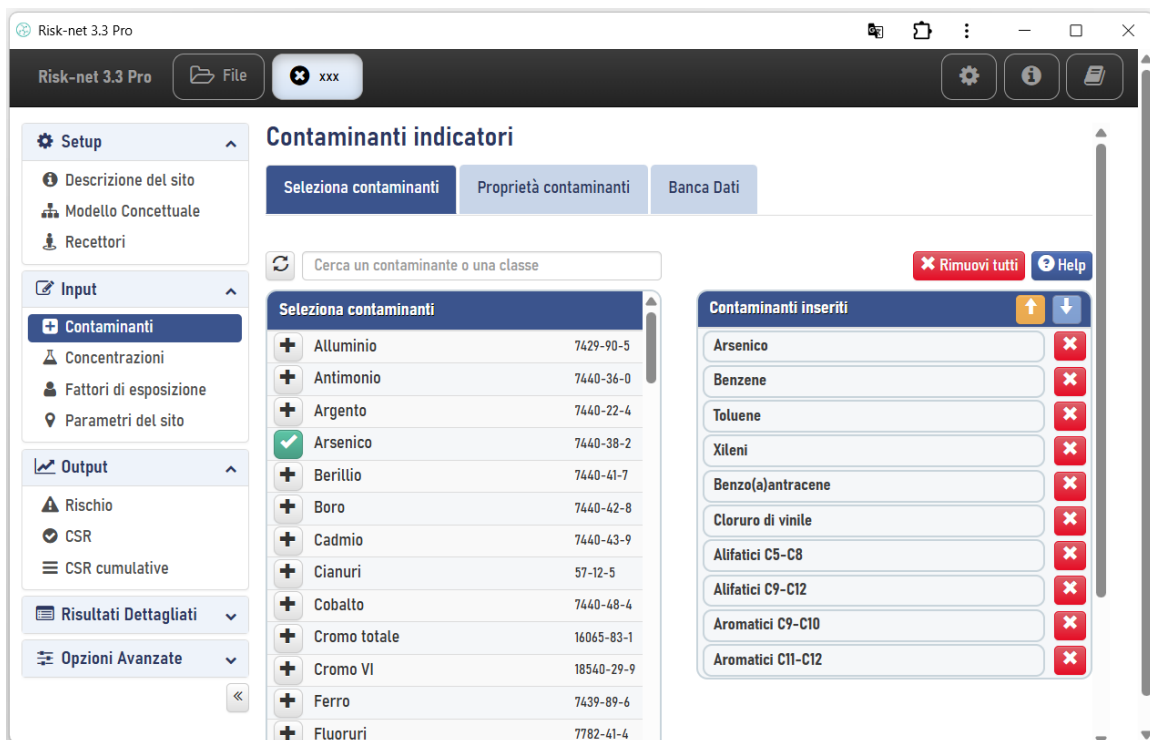 Risk-net 3.3 Pro
Risk-net 3.3 Pro
File
xxx
Setup
Descrizione del sito
Modello Concettuale
Recettori
Input
Contaminanti
Concentrazioni
Fattori di esposizione
Parametri del sito
Output
Rischio
CSR
CSR cumulative
Risultati Dettagliati
Opzioni Avanzate
Contaminanti indicatori
Seleziona contaminanti
Proprietà contaminanti
Banca Dati
Cerca un contaminante o una classe
Rimuovi tutti
Help
Seleziona contaminanti
Alluminio 7429-90-5
Antimonio 7440-36-0
Argento 7440-22-4
Arsenico 7440-38-2
Berillio 7440-41-7
Boro 7440-42-8
Cadmio 7440-43-9
Cianuri 57-12-5
Cobalto 7440-48-4
Cromo totale 16065-83-1
Cromo VI 18540-29-9
Ferro 7439-89-6
Fluoruri 7782-41-4
Contaminanti inseriti
Arsenico
Benzene
Toluene
Xileni
Benzo(a)antracene
Cloruro di vinile
Alifatici C5-C8
Alifatici C9-C12
Aromatici C9-C10
Aromatici C11-C12